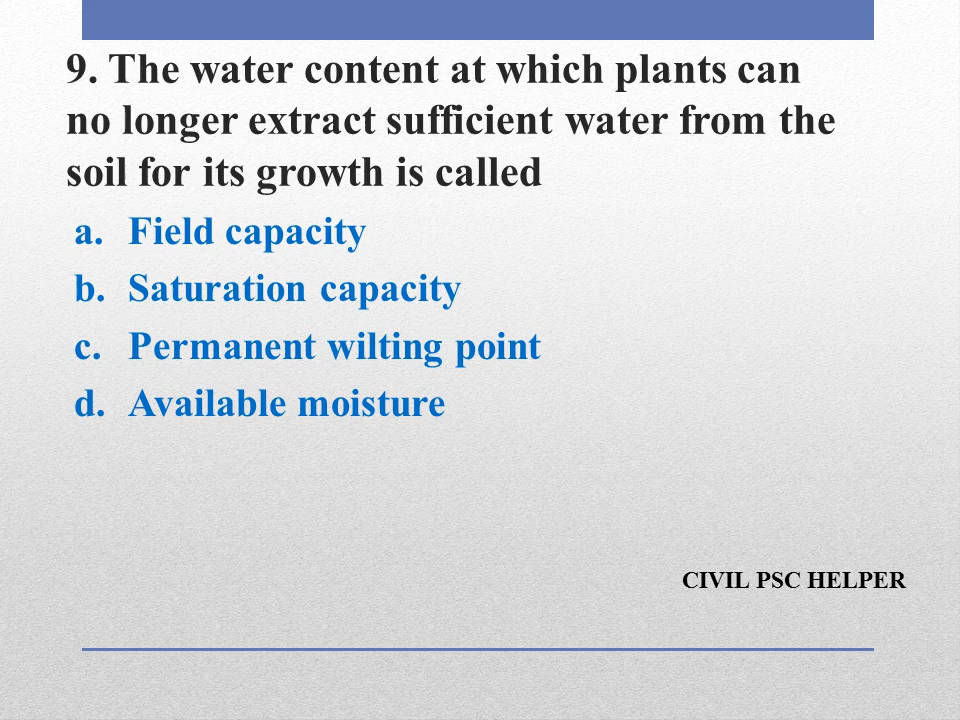 9. The water content at which plants can
no longer extract sufficient water from the
soil for its growth is called
a. Field capacity
b. Saturation capacity
c. Permanent wilting point
d. Available moisture
CIVIL PSC HELPER